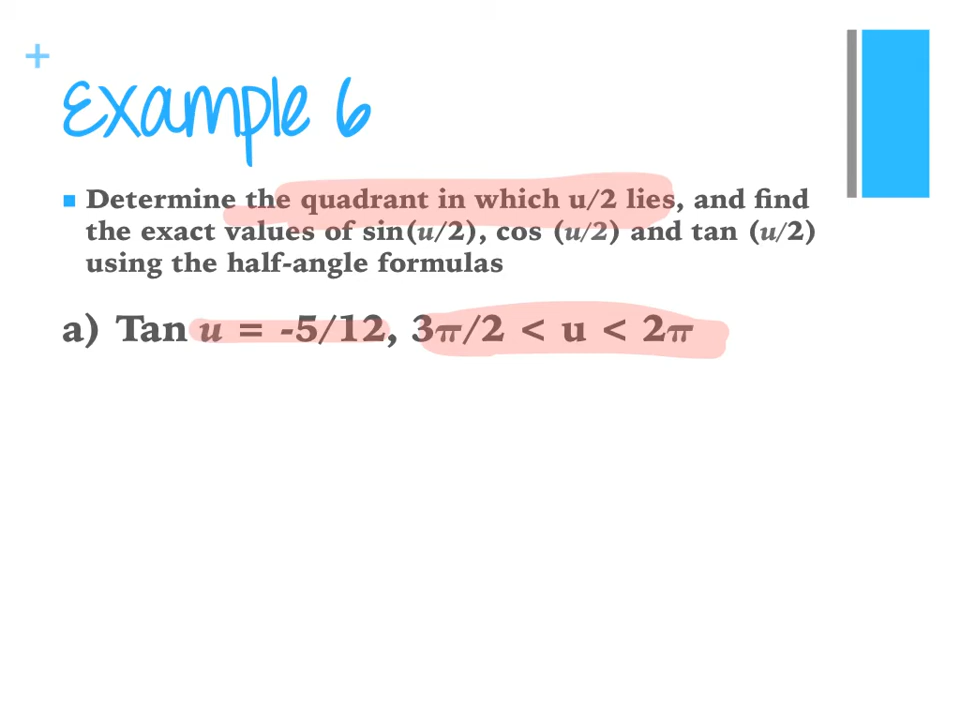 +
Example 6
■ Determine the quadrant in which u/2 lies, and find
the exact values of sin(u/2), cos (u/2) and tan (u/2)
using the half-angle formulas
a) Tan u = -5/12, 3π/2 < u < 2π